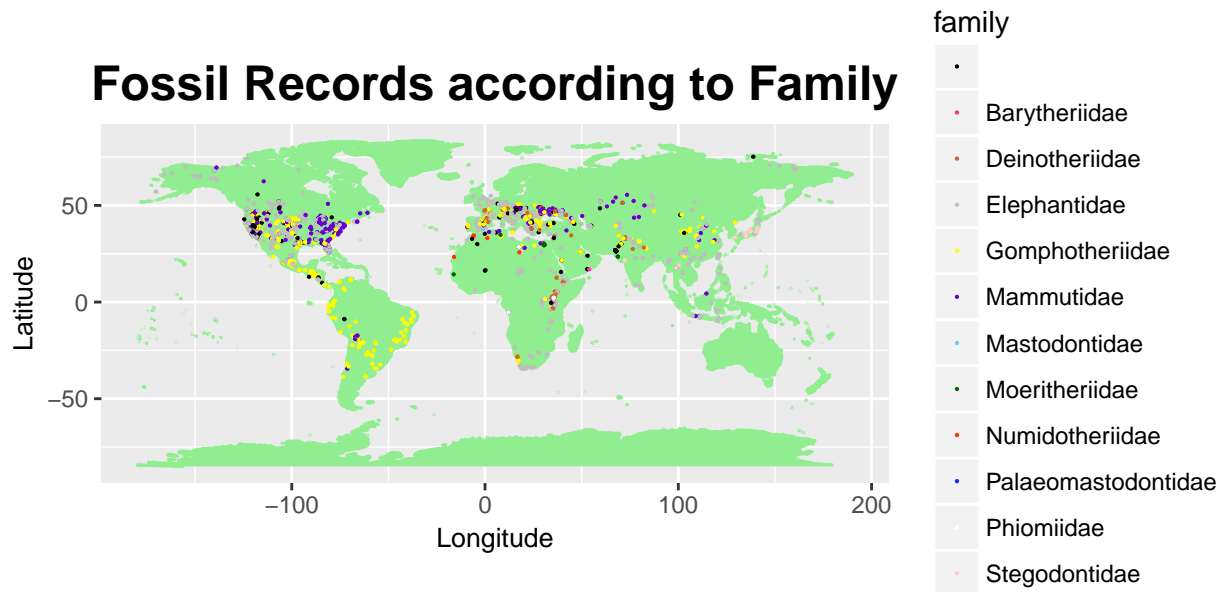 Fossil Records according to Family
family
Barytheriidae
Deinotheriidae
Elephantidae
Gomphotheriidae
Mammutidae
Mastodontidae
Moeritheriidae
Numidotheriidae
Palaeomastodontidae
Phiomiidae
Stegodontidae
Latitude
50
0
−50
−100
0
100
200
Longitude